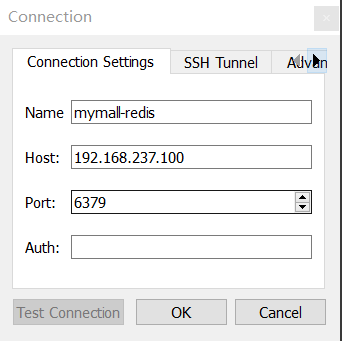 Connection
Connection Settings SSH Tunnel
Name mymall-redis
Host: 192.168.237.100
Port: 6379
Auth:
Test Connection OK Cancel